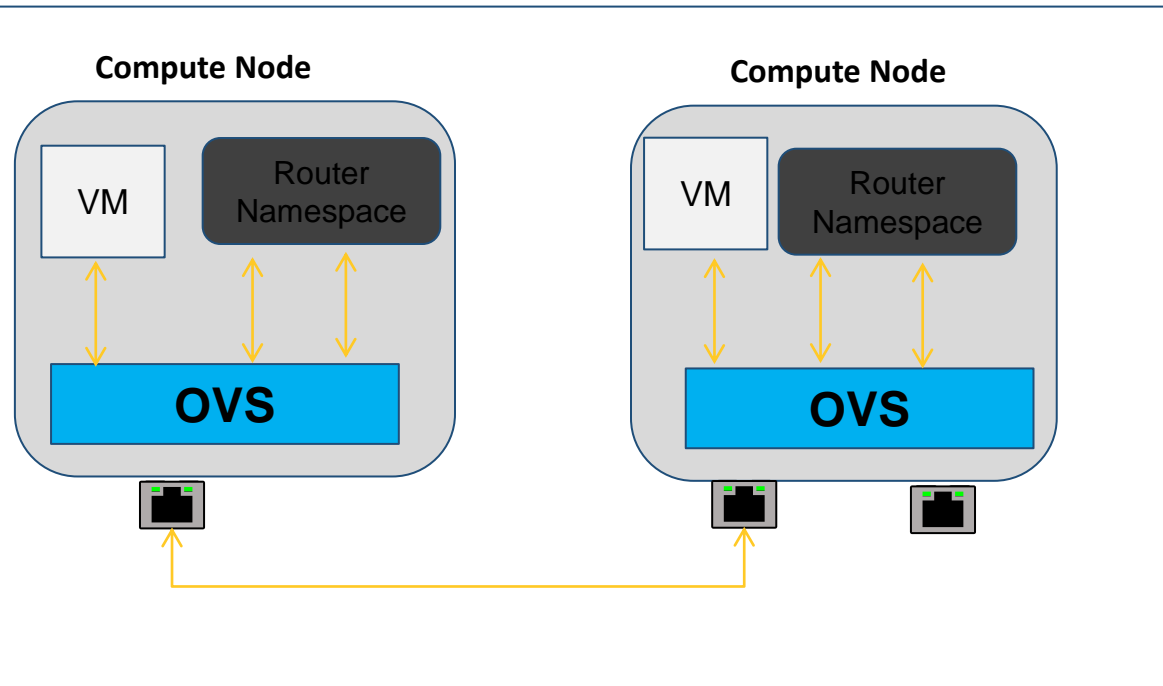 Compute Node
VM
Router
Namespace
OVS
Compute Node
VM
Router
Namespace
OVS